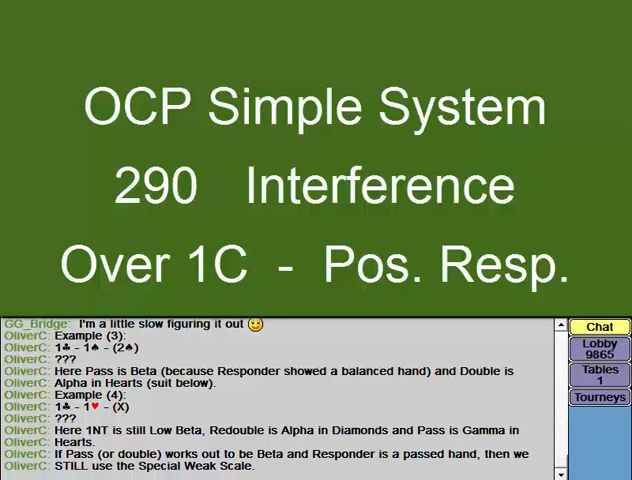 OCP Simple System
290 Interference
Over 1C - Pos. Resp.
GG_Bridge: I'm a little slow figuring it out
OliverC: Example (3):
OliverC: 1♣ - 1♠ - (2♠)
OliverC: ???
OliverC: Here Pass is Beta (because Responder showed a balanced hand) and Double is
Alpha in Hearts (suit below).
OliverC: Example (4):
OliverC: 1♣ - 1♥ - (X)
OliverC: ???
OliverC: Here 1NT is still Low Beta, Redouble is Alpha in Diamonds and Pass is Gamma in
Hearts.
OliverC: If Pass (or double) works out to be Beta and Responder is a passed hand, then we
OliverC: STILL use the Special Weak Scale.
Chat
Lobby
9865
Tables
1
Tourneys